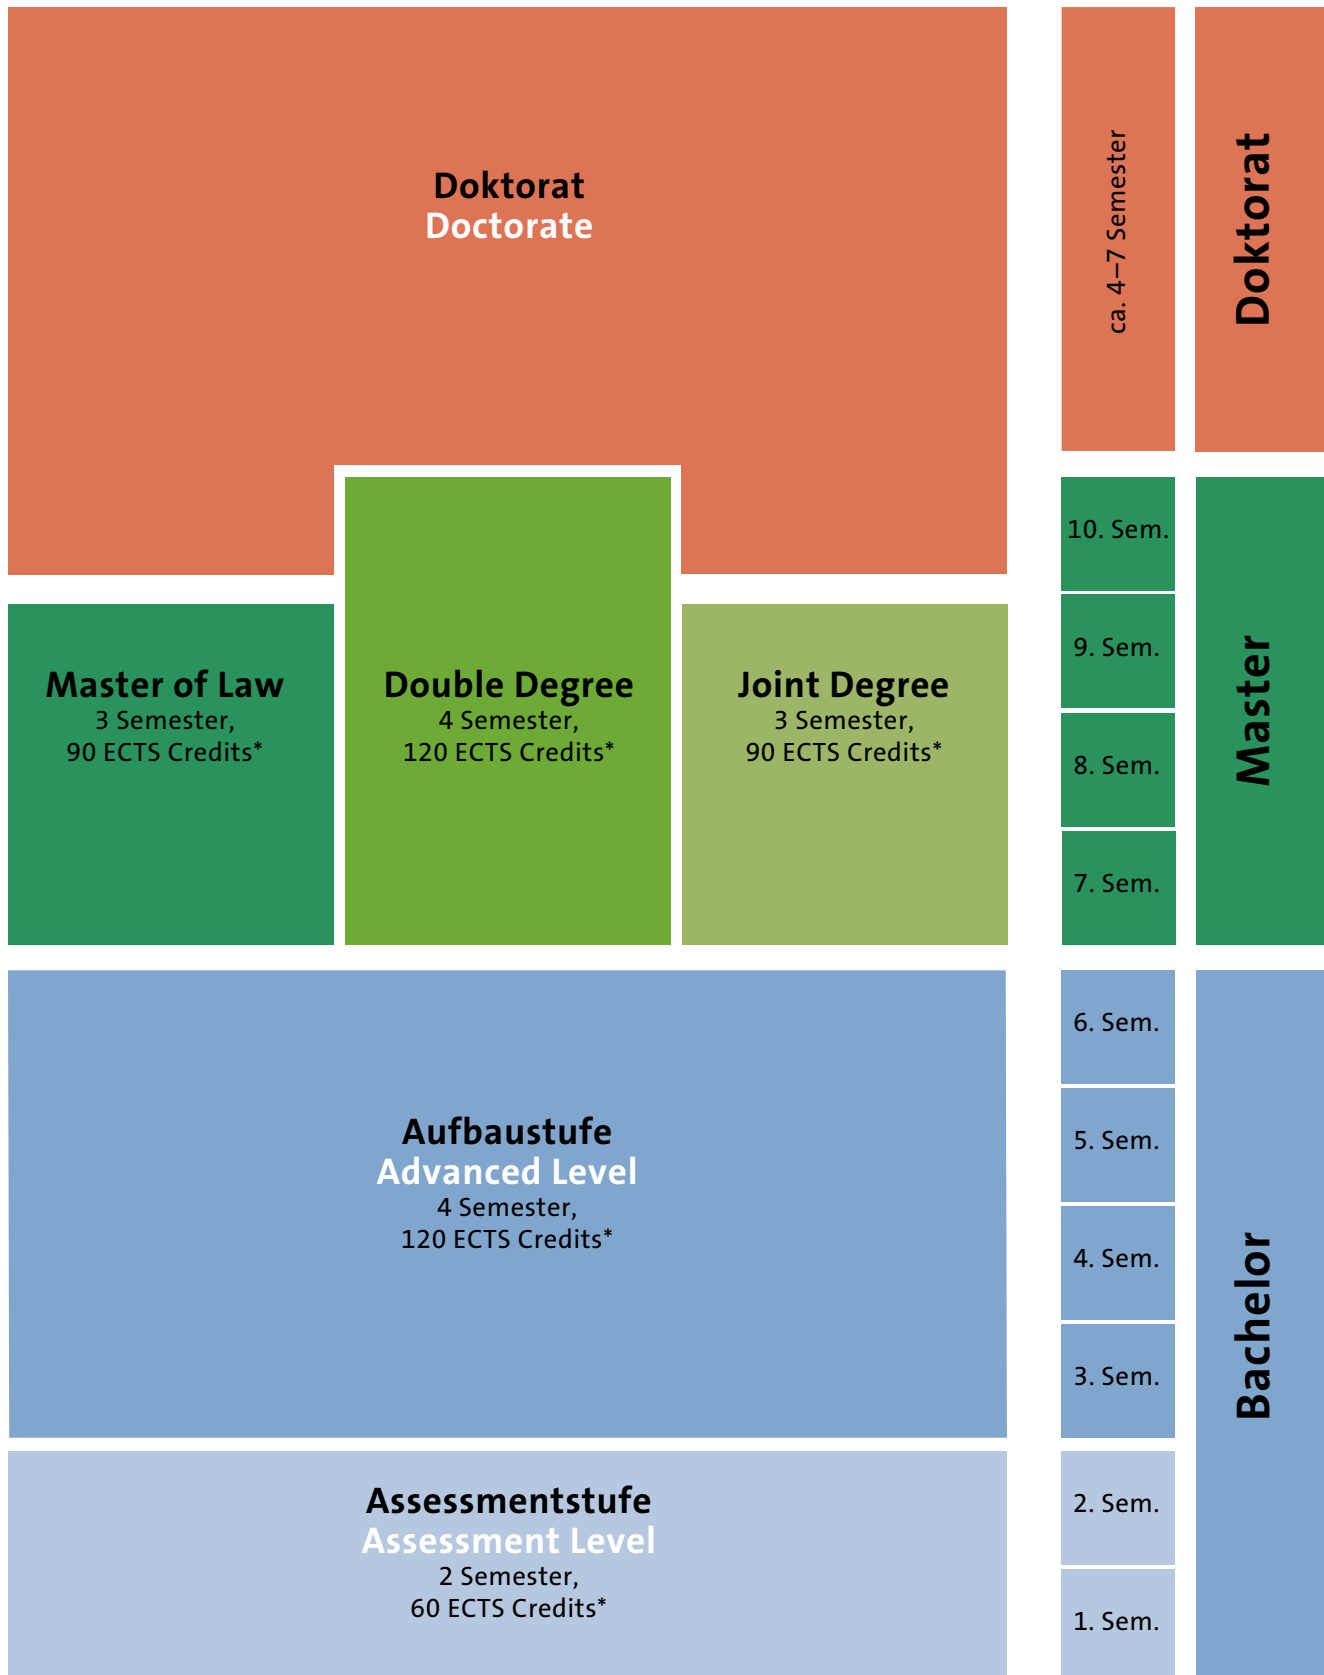 Doktorat
Doctorate
ca. 4–7 Semester
Doktorat
Master of Law
3 Semester,
90 ECTS Credits*
Double Degree
4 Semester,
120 ECTS Credits*
Joint Degree
3 Semester,
90 ECTS Credits*
10. Sem.
9. Sem.
8. Sem.
7. Sem.
Master
Aufbaustufe
Advanced Level
4 Semester,
120 ECTS Credits*
6. Sem.
5. Sem.
4. Sem.
3. Sem.
Bachelor
Assessmentstufe
Assessment Level
2 Semester,
60 ECTS Credits*
2. Sem.
1. Sem.